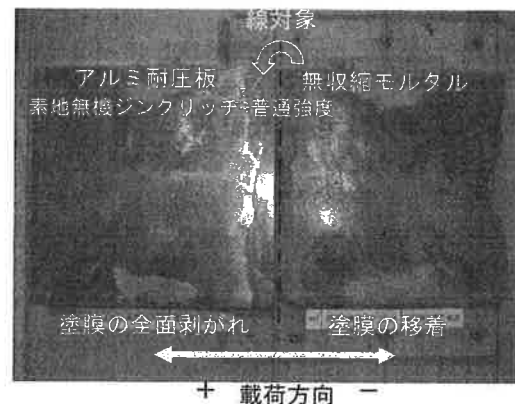 線対象
アルミ耐圧板 無収縮モルタル
素地無機ジンクリッチ-普通強度
塗膜の全面剥がれ 塗膜の移着
+ 載荷方向 -